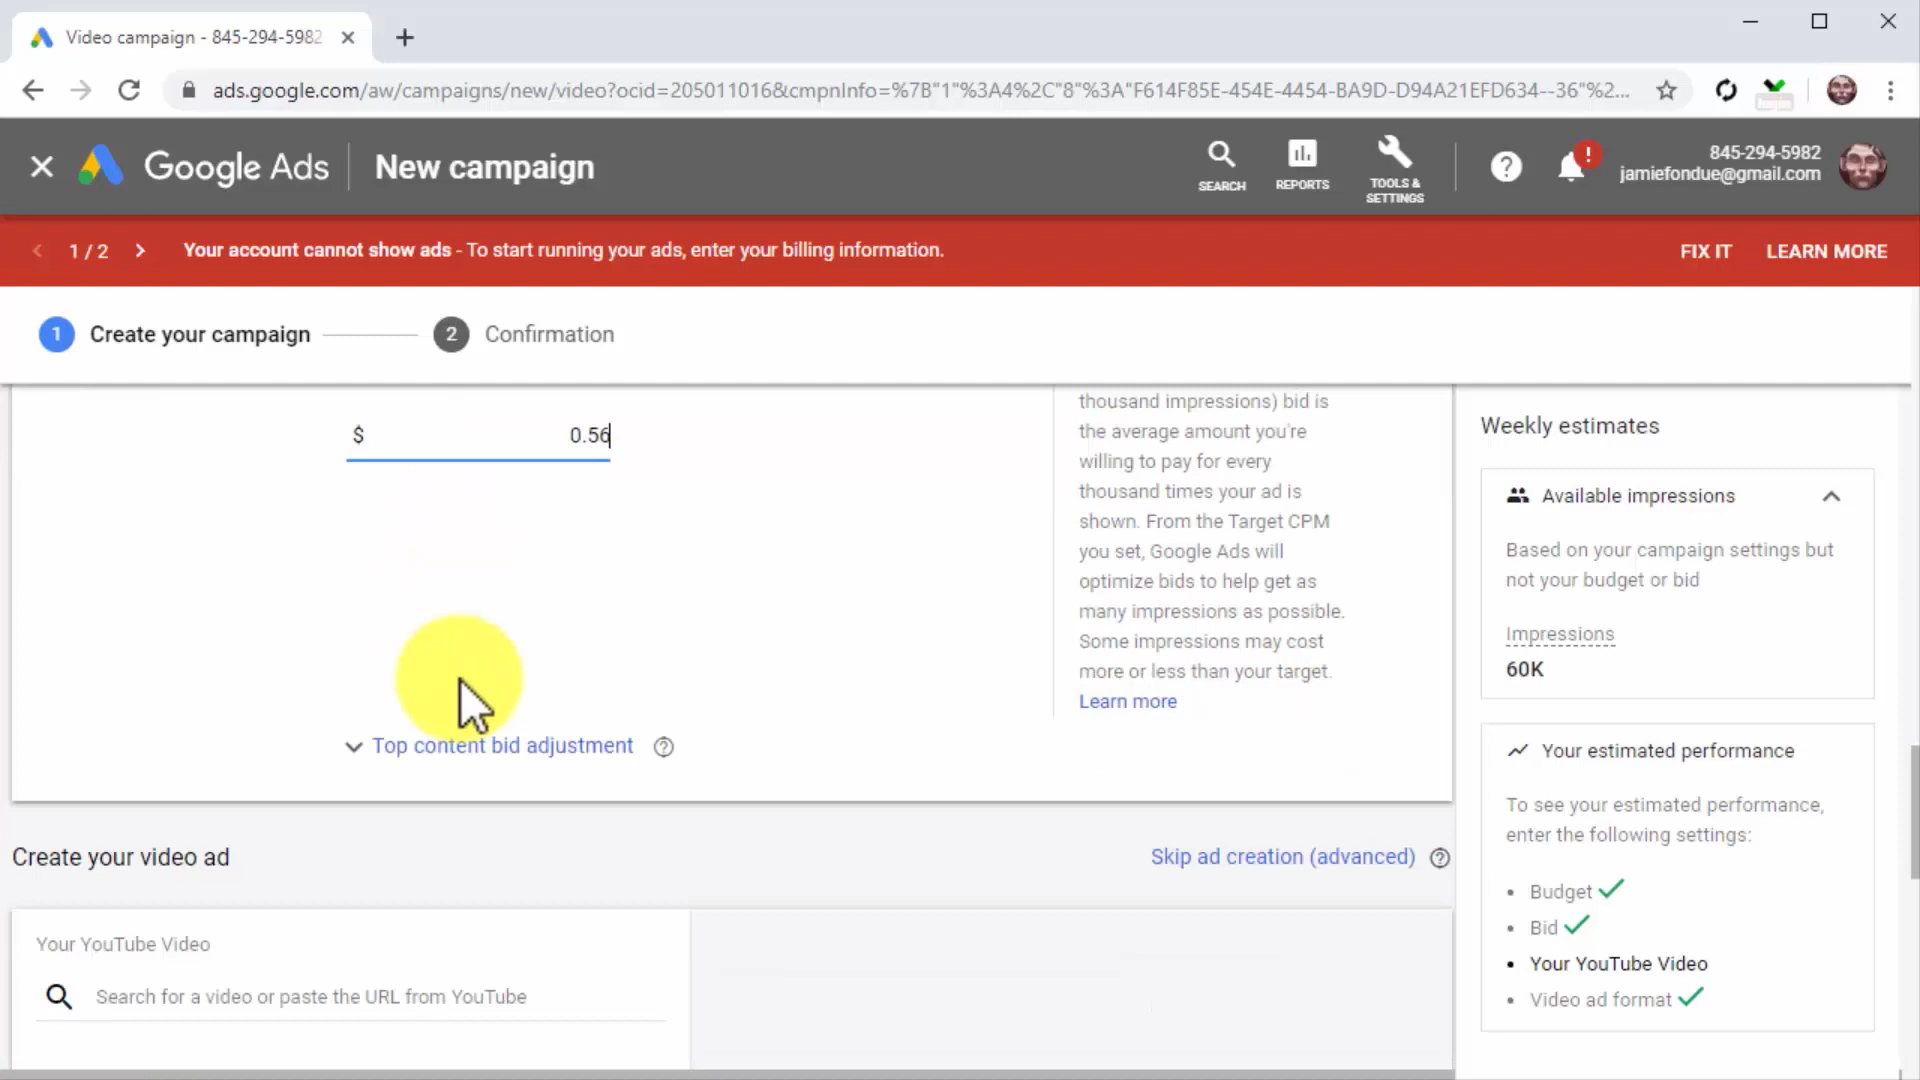 Video campaign - 845-294-5982
ads.google.com/aw/campaigns/new/video?ocid=205011016&cmpnInfo=%7B"1"%3A4%2C"8"%3A"F614F85E-454E-4454-BA9D-D94A21EFD634--36"%2...
Google Ads
New campaign
SEARCH
REPORTS
TOOLS &
SETTINGS
845-294-5982
jamiefondue@gmail.com
1 / 2
Your account cannot show ads - To start running your ads, enter your billing information.
FIX IT
LEARN MORE
1 Create your campaign
2 Confirmation
$ 0.56
thousand impressions) bid is
the average amount you're
willing to pay for every
thousand times your ad is
shown. From the Target CPM
you set, Google Ads will
optimize bids to help get as
many impressions as possible.
Some impressions may cost
more or less than your target.
Learn more
Top content bid adjustment
Weekly estimates
Available impressions
Based on your campaign settings but
not your budget or bid
Impressions
60K
Your estimated performance
To see your estimated performance,
enter the following settings:
• Budget
• Bid
• Your YouTube Video
• Video ad format
Create your video ad
Skip ad creation (advanced)
Your YouTube Video
Search for a video or paste the URL from YouTube